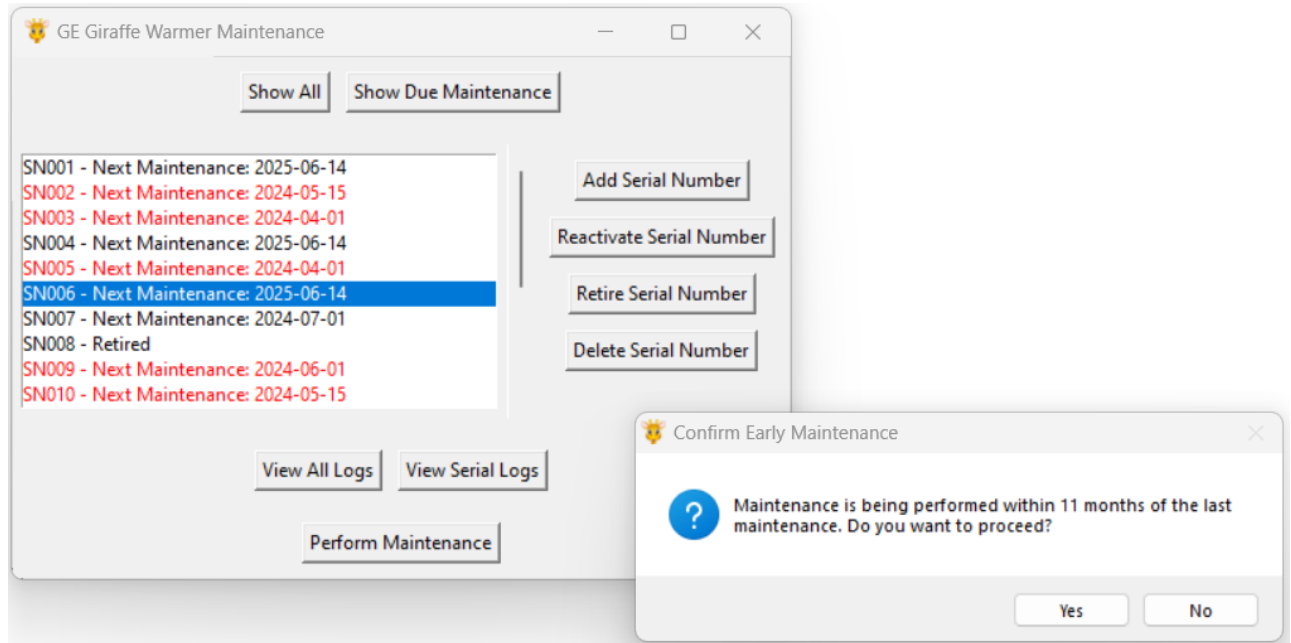 GE Giraffe Warmer Maintenance
Show All
Show Due Maintenance
SN001 - Next Maintenance: 2025-06-14
SN002 - Next Maintenance: 2024-05-15
SN003 - Next Maintenance: 2024-04-01
SN004 - Next Maintenance: 2025-06-14
SN005 - Next Maintenance: 2024-04-01
SN006 - Next Maintenance: 2025-06-14
SN007 - Next Maintenance: 2024-07-01
SN008 - Retired
SN009 - Next Maintenance: 2024-06-01
SN010 - Next Maintenance: 2024-05-15
Add Serial Number
Reactivate Serial Number
Retire Serial Number
Delete Serial Number
View All Logs
View Serial Logs
Perform Maintenance
Confirm Early Maintenance
Maintenance is being performed within 11 months of the last
maintenance. Do you want to proceed?
Yes
No